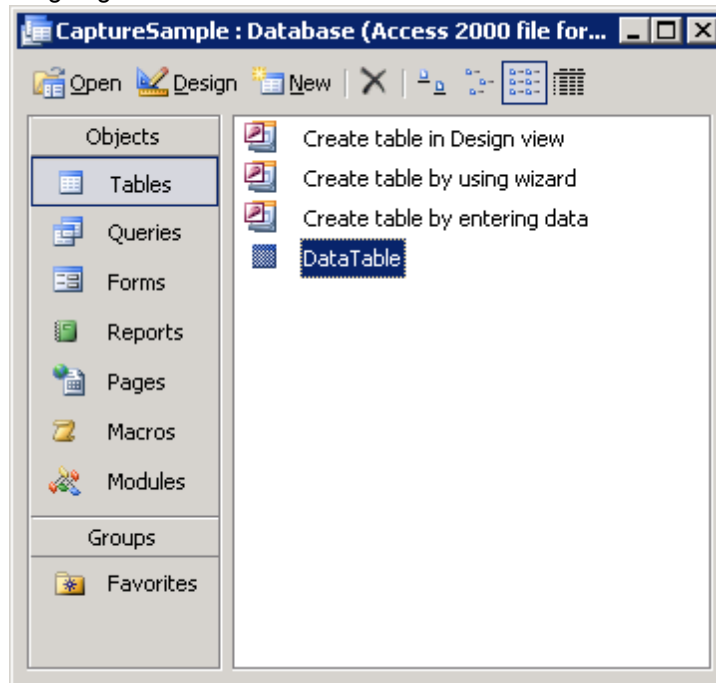 CaptureSample : Database (Access 2000 file for...
Open Design New
Objects
Tables
Queries
Forms
Reports
Pages
Macros
Modules
Groups
Favorites
Create table in Design view
Create table by using wizard
Create table by entering data
DataTable